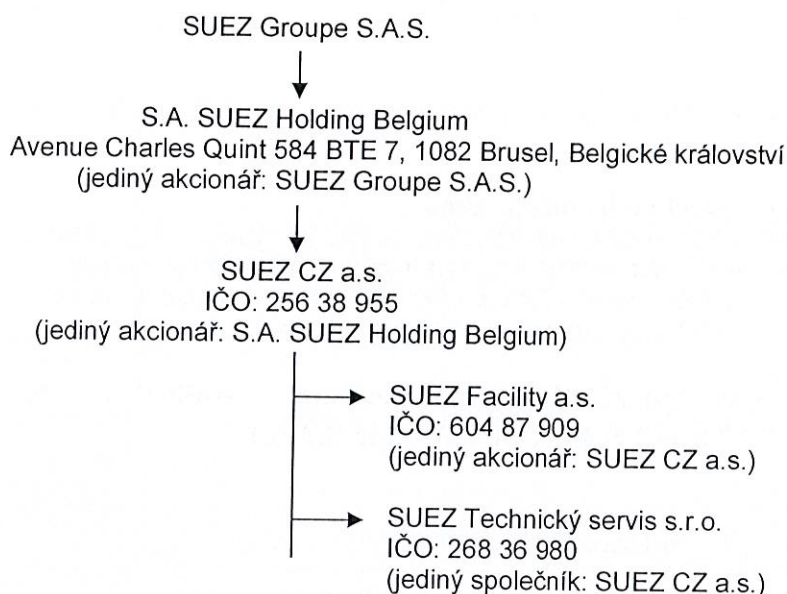 SUEZ Groupe S.A.S.
S.A. SUEZ Holding Belgium
Avenue Charles Quint 584 BTE 7, 1082 Brusel, Belgické království
(jediný akcionář: SUEZ Groupe S.A.S.)
SUEZ CZ a.s.
IČO: 256 38 955
(jediný akcionář: S.A. SUEZ Holding Belgium)
SUEZ Facility a.s.
IČO: 604 87 909
(jediný akcionář: SUEZ CZ a.s.)
SUEZ Technický servis s.r.o.
IČO: 268 36 980
(jediný společník: SUEZ CZ a.s.)